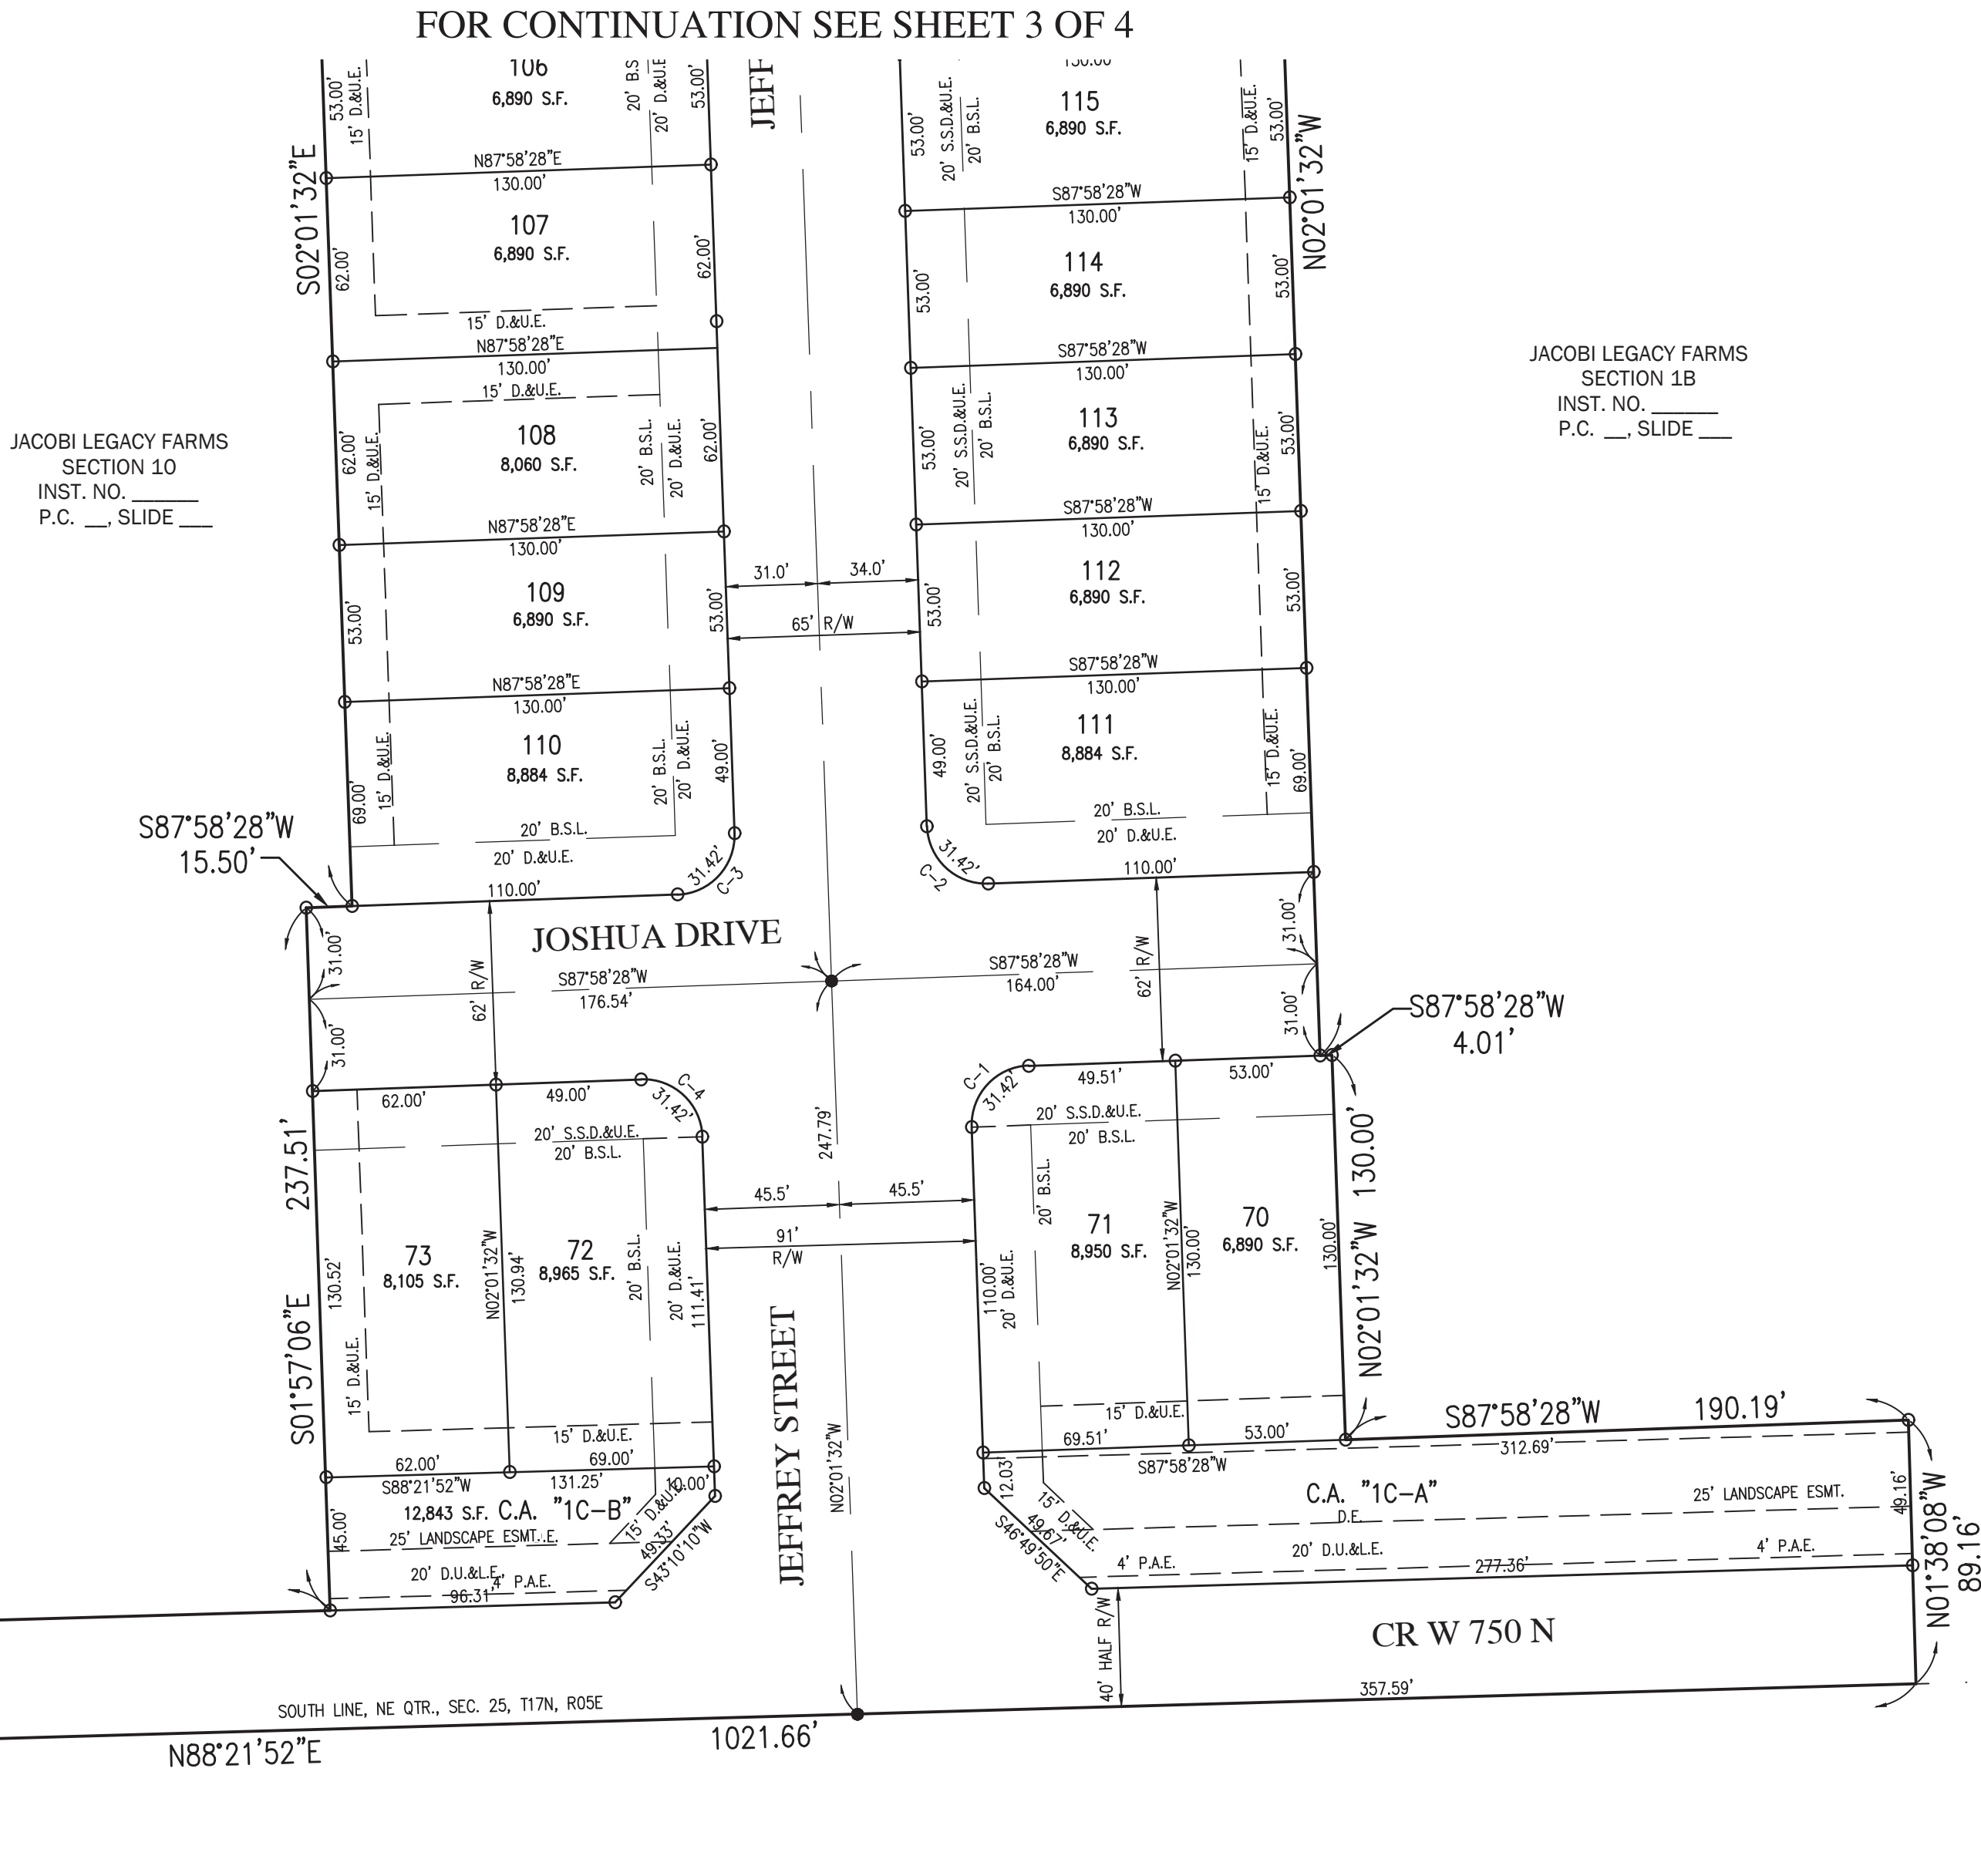 FOR CONTINUATION SEE SHEET 3 OF 4
106
6,890 S.F.
53.00'
15' D.&U.E.
20' B.S
20' D.&U.E
53.00'
JEFF
S02°01'32"E
N87°58'28"E
130.00'
107
6,890 S.F.
62.00'
62.00'
15' D.&U.E.
N87°58'28"E
130.00'
15' D.&U.E.
108
8,060 S.F.
62.00'
15' D.&U.E.
20' B.S.L.
20' D.&U.E.
62.00'
N87°58'28"E
130.00'
109
6,890 S.F.
53.00'
53.00'
N87°58'28"E
130.00'
110
8,884 S.F.
69.00'
15' D.&U.E.
20' B.S.L.
20' D.&U.E.
49.00'
20' B.S.L.
20' D.&U.E.
31.42'
C-3
110.00'
S87°58'28"W
15.50'
JACOBI LEGACY FARMS
SECTION 10
INST. NO. ______
P.C. __, SLIDE ___
130.00'
115
6,890 S.F.
53.00'
20' S.S.D.&U.E.
20' B.S.L.
15' D.&U.E.
53.00'
N02°01'32"W
S87°58'28"W
130.00'
114
6,890 S.F.
53.00'
53.00'
S87°58'28"W
130.00'
113
6,890 S.F.
53.00'
20' S.S.D.&U.E.
20' B.S.L.
15' D.&U.E.
53.00'
S87°58'28"W
130.00'
112
6,890 S.F.
53.00'
53.00'
S87°58'28"W
130.00'
111
8,884 S.F.
49.00'
20' S.S.D.&U.E.
20' B.S.L.
15' D.&U.E.
69.00'
20' B.S.L.
20' D.&U.E.
31.42'
C-2
110.00'
JACOBI LEGACY FARMS
SECTION 1B
INST. NO. ______
P.C. __, SLIDE ___
31.0'
34.0'
65' R/W
JOSHUA DRIVE
31.00'
31.00'
62' R/W
S87°58'28"W
176.54'
S87°58'28"W
164.00'
62' R/W
31.00'
31.00'
S87°58'28"W
4.01'
62.00'
49.00'
C-4
31.42'
20' S.S.D.&U.E.
20' B.S.L.
237.51'
S01°57'06"E
130.52'
15' D.&U.E.
73
8,105 S.F.
N02°01'32"W
130.94'
72
8,965 S.F.
20' B.S.L.
20' D.&U.E.
111.41'
15' D.&U.E.
62.00'
69.00'
S88°21'52"W
131.25'
10.00'
12,843 S.F. C.A. "1C-B"
45.00'
25' LANDSCAPE ESMT.
15' D.&U.E.
49.33'
S43°10'10"W
20' D.U.&L.E.
4' P.A.E.
96.31'
247.79'
45.5'
45.5'
91'
R/W
JEFFREY STREET
N02°01'32"W
C-1
31.42'
49.51'
53.00'
20' S.S.D.&U.E.
20' B.S.L.
20' B.S.L.
110.00'
20' D.&U.E.
71
8,950 S.F.
N02°01'32"W
130.00'
70
6,890 S.F.
130.00'
N02°01'32"W 130.00'
15' D.&U.E.
69.51'
53.00'
S87°58'28"W
S87°58'28"W 190.19'
312.69'
12.03'
15' D.&U.E.
49.67'
S46°49'50"E
C.A. "1C-A"
D.E.
25' LANDSCAPE ESMT.
49.16'
20' D.U.&L.E.
4' P.A.E.
4' P.A.E.
277.36'
N01°38'08"W
89.16'
40' HALF R/W
CR W 750 N
357.59'
SOUTH LINE, NE QTR., SEC. 25, T17N, R05E
N88°21'52"E
1021.66'